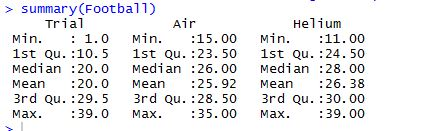 > summary(Football)
Trial Air Helium
Min. : 1.0 Min. :15.00 Min. :11.00
1st Qu.:10.5 1st Qu.:23.50 1st Qu.:24.50
Median :20.0 Median :26.00 Median :28.00
Mean :20.0 Mean :25.92 Mean :26.38
3rd Qu.:29.5 3rd Qu.:28.50 3rd Qu.:30.00
Max. :39.0 Max. :35.00 Max. :39.00
>